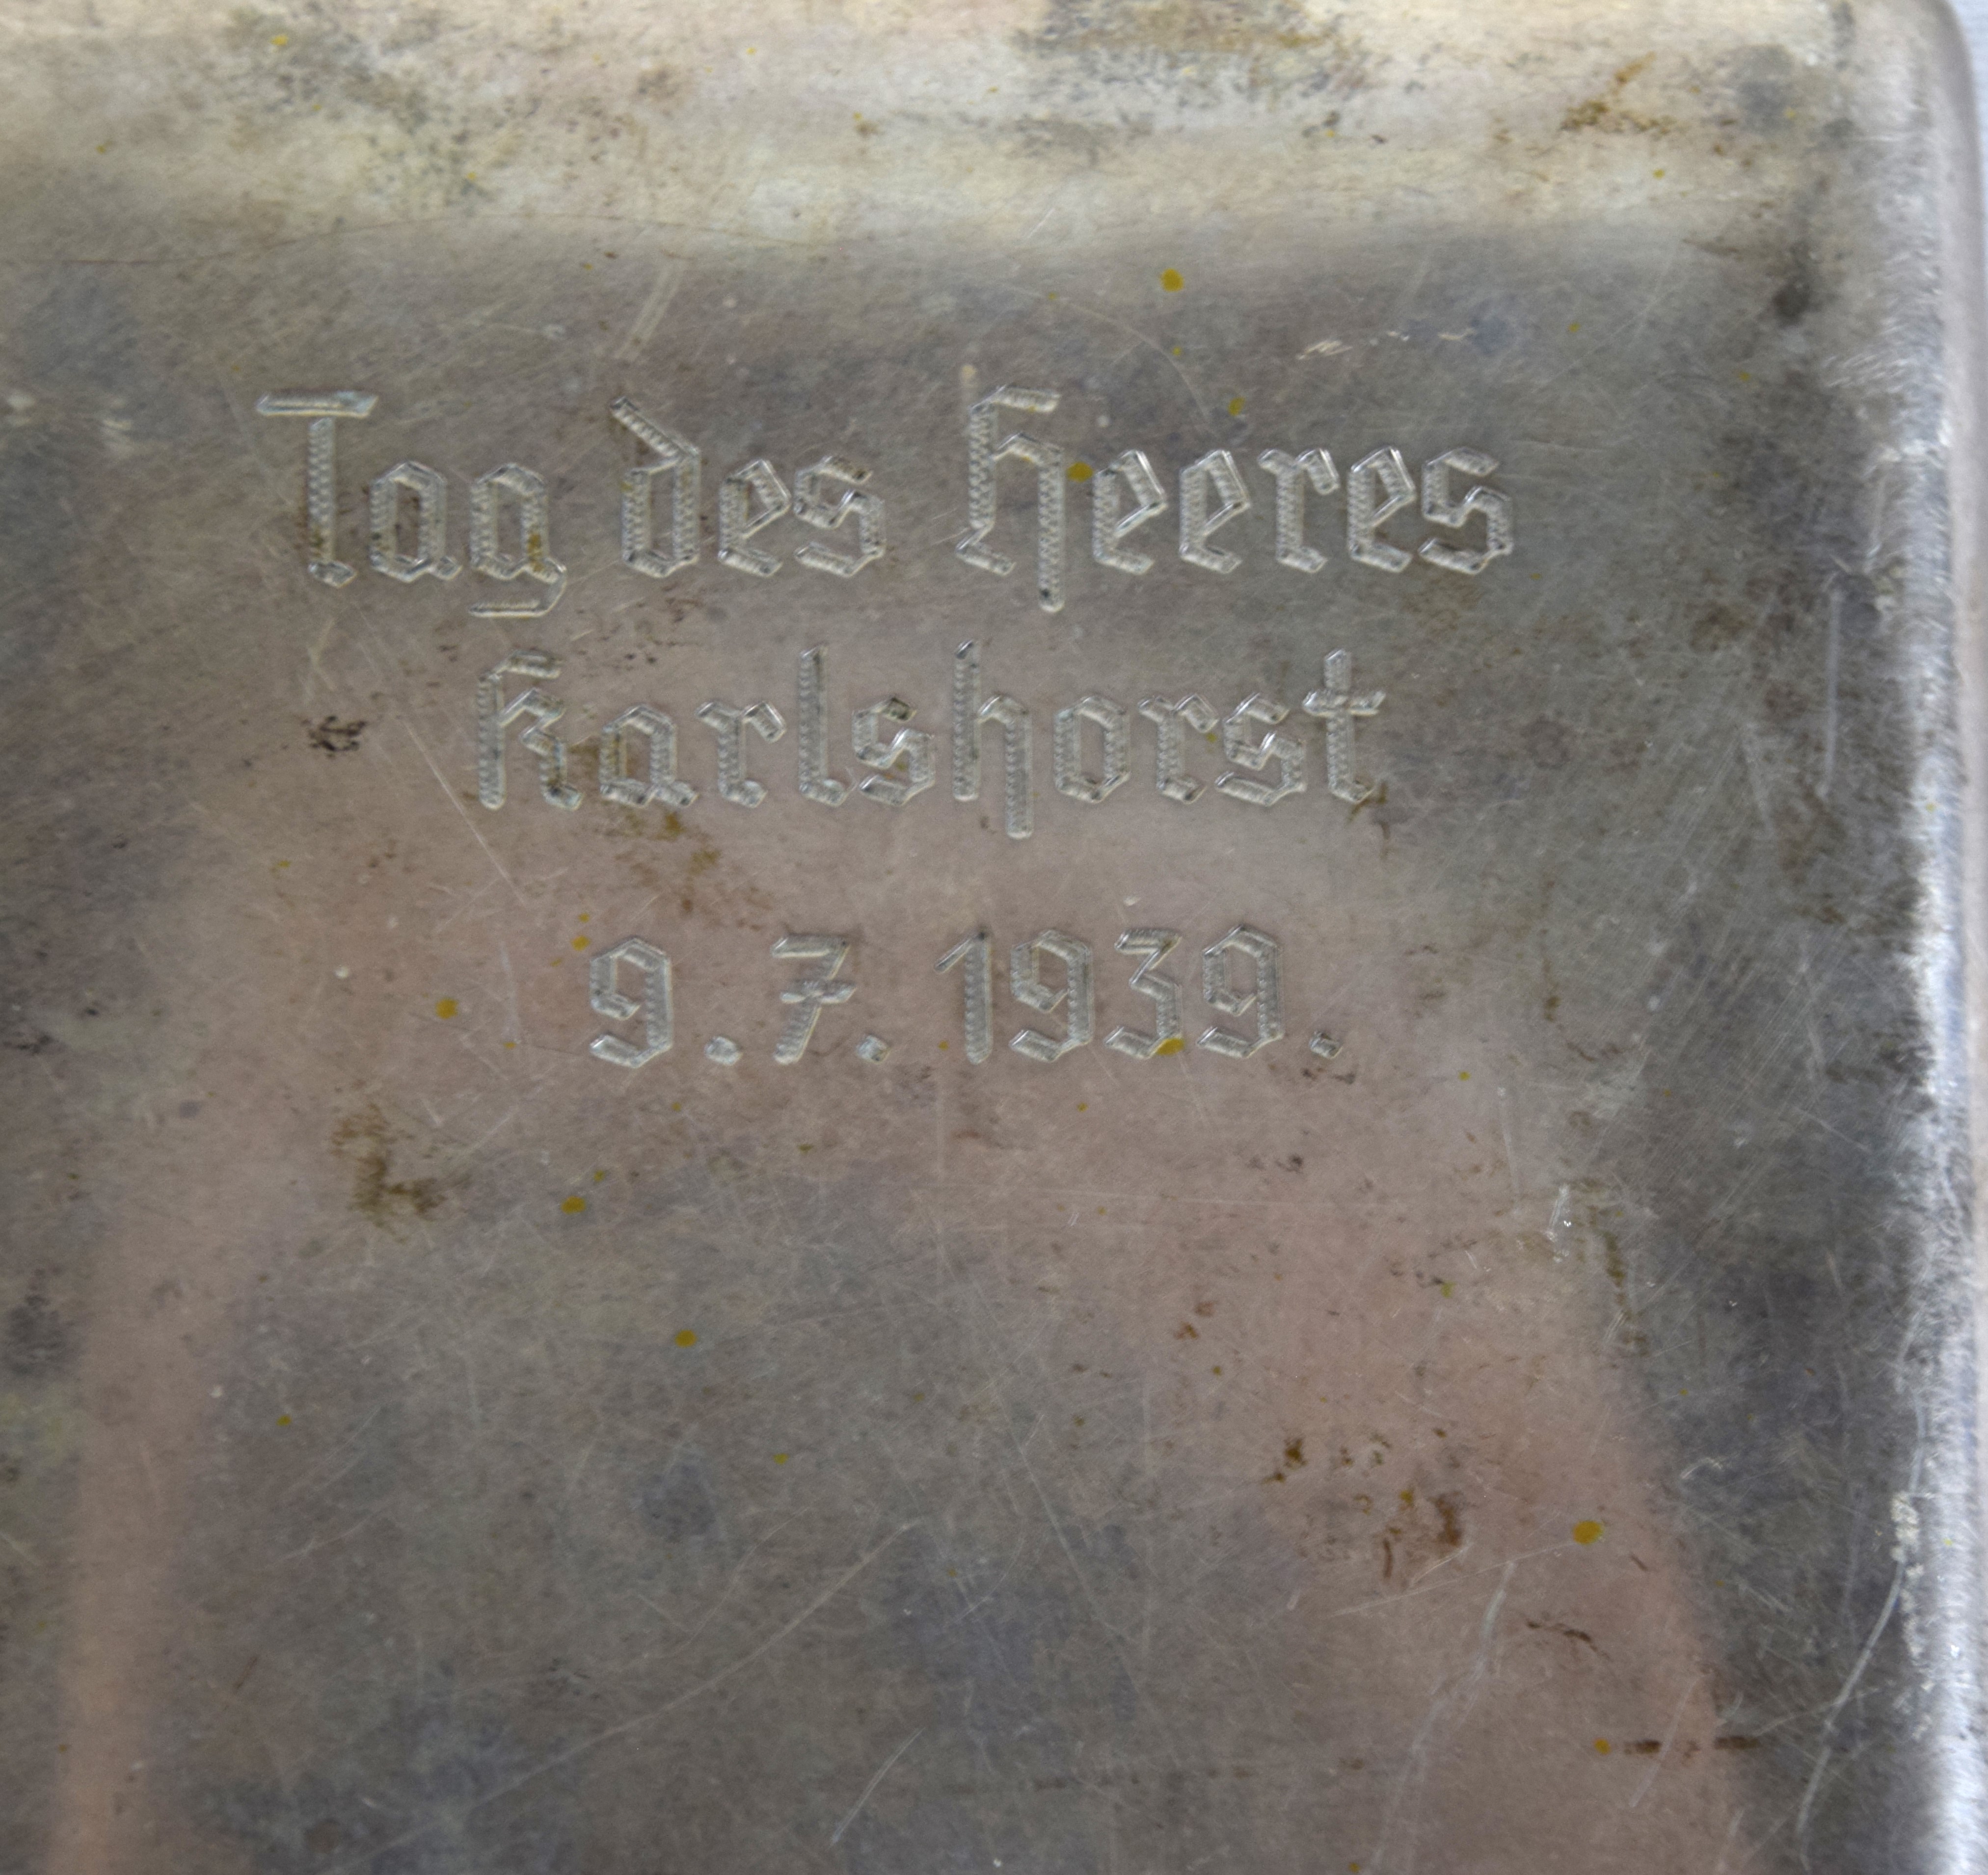 Tag des Heeres
Karlshorst
9.7.1939.